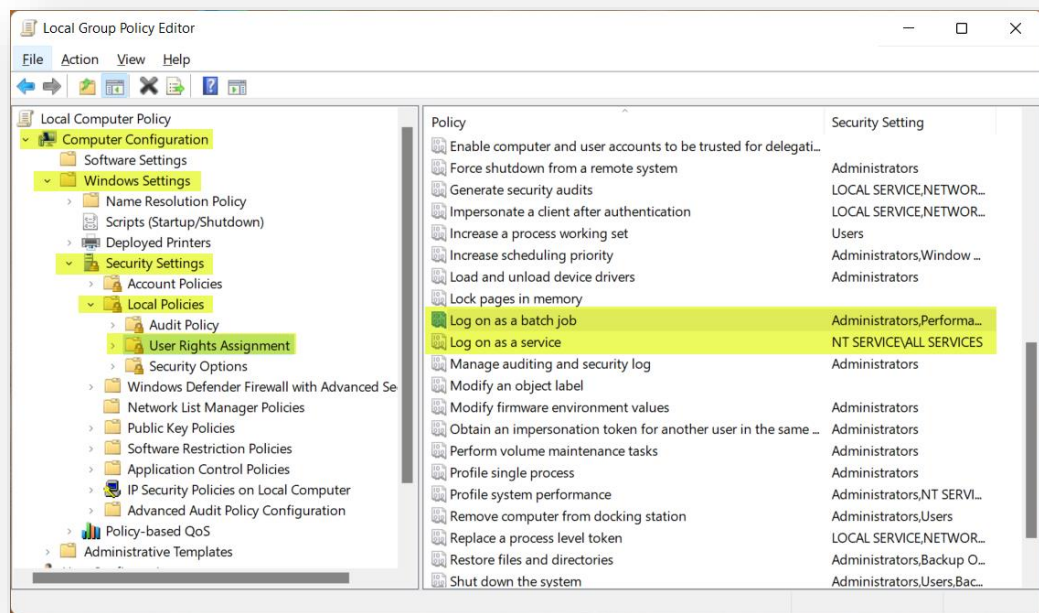 Local Group Policy Editor
File Action View Help
Local Computer Policy
Computer Configuration
Software Settings
Windows Settings
Name Resolution Policy
Scripts (Startup/Shutdown)
Deployed Printers
Security Settings
Account Policies
Local Policies
Audit Policy
User Rights Assignment
Security Options
Windows Defender Firewall with Advanced Se
Network List Manager Policies
Public Key Policies
Software Restriction Policies
Application Control Policies
IP Security Policies on Local Computer
Advanced Audit Policy Configuration
Policy-based QoS
Administrative Templates
Policy Security Setting
Enable computer and user accounts to be trusted for delegati...
Force shutdown from a remote system Administrators
Generate security audits LOCAL SERVICE,NETWOR...
Impersonate a client after authentication LOCAL SERVICE,NETWOR...
Increase a process working set Users
Increase scheduling priority Administrators,Window ...
Load and unload device drivers Administrators
Lock pages in memory
Log on as a batch job Administrators,Performa...
Log on as a service NT SERVICE\ALL SERVICES
Manage auditing and security log Administrators
Modify an object label
Modify firmware environment values Administrators
Obtain an impersonation token for another user in the same ... Administrators
Perform volume maintenance tasks Administrators
Profile single process Administrators
Profile system performance Administrators,NT SERVI...
Remove computer from docking station Administrators,Users
Replace a process level token LOCAL SERVICE,NETWOR...
Restore files and directories Administrators,Backup O...
Shut down the system Administrators,Users,Bac...